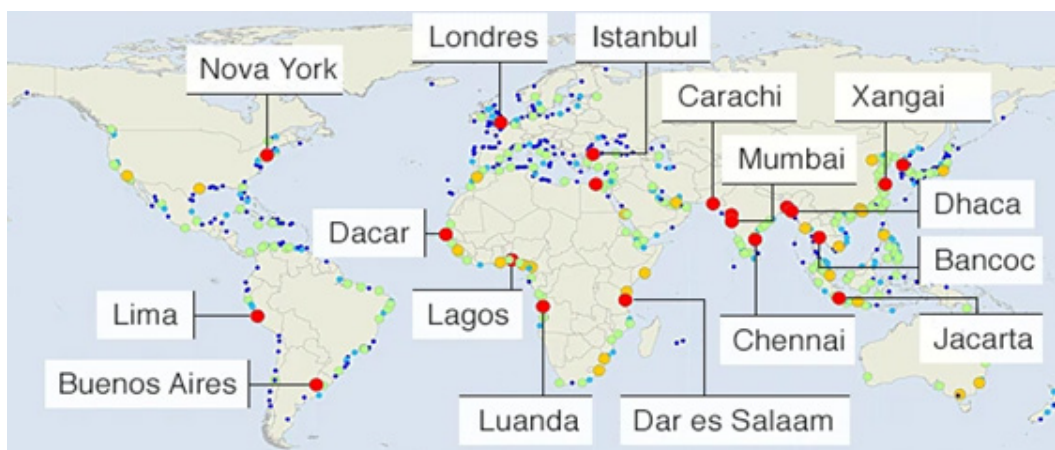 Londres
Istanbul
Nova York
Carachi
Xangai
Mumbai
Dhaca
Dacar
Bancoc
Lagos
Lima
Chennai
Jacarta
Buenos Aires
Luanda
Dar es Salaam